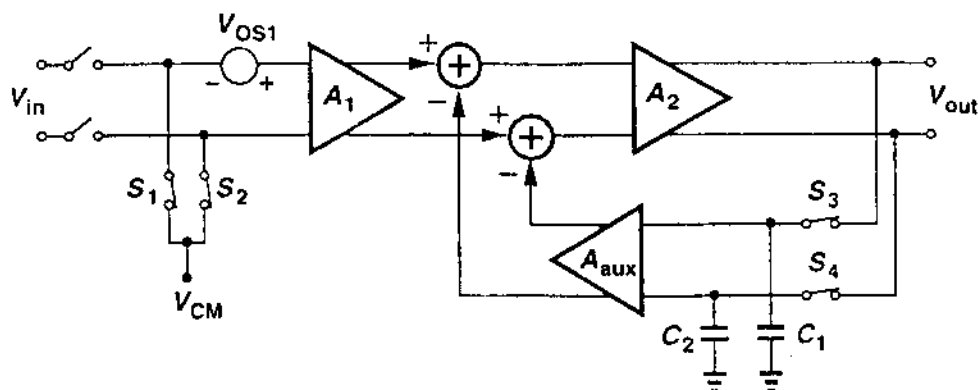 V_OS1
− +
V_in
A_1
+
+
−
+
+
−
A_2
V_out
S_1
S_2
V_CM
A_aux
S_3
S_4
C_2
C_1